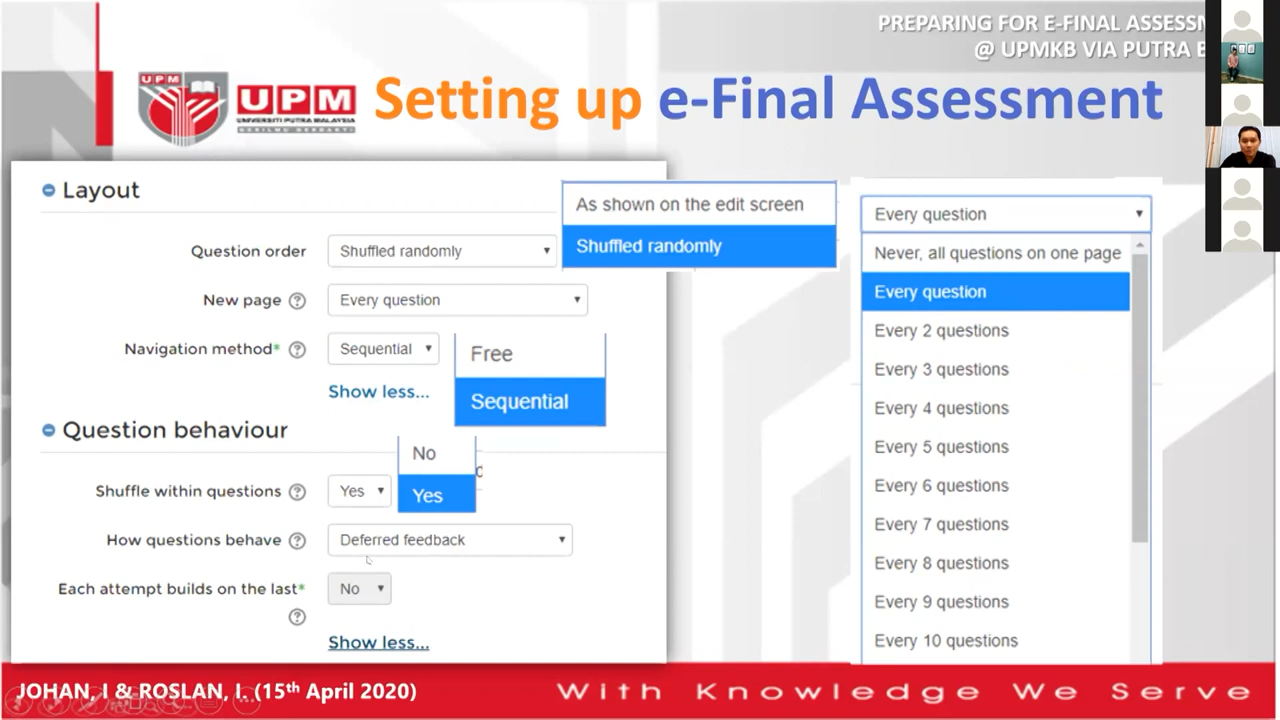 PREPARING FOR E-FINAL ASSESSM
@ UPMKB VIA PUTRA B
UPM
UPM
UNIVERSITI PUTRA MALAYSIA
BERILMU BERBAKTI
Setting up e-Final Assessment
Layout
Question order
Shuffled randomly
As shown on the edit screen
Shuffled randomly
New page
Every question
Navigation method*
Sequential
Free
Sequential
Show less...
Question behaviour
Shuffle within questions
Yes
No
Yes
How questions behave
Deferred feedback
Each attempt builds on the last*
No
Show less...
Every question
Never, all questions on one page
Every question
Every 2 questions
Every 3 questions
Every 4 questions
Every 5 questions
Every 6 questions
Every 7 questions
Every 8 questions
Every 9 questions
Every 10 questions
JOHAN, I & ROSLAN, I. (15th April 2020)
With Knowledge We Serve